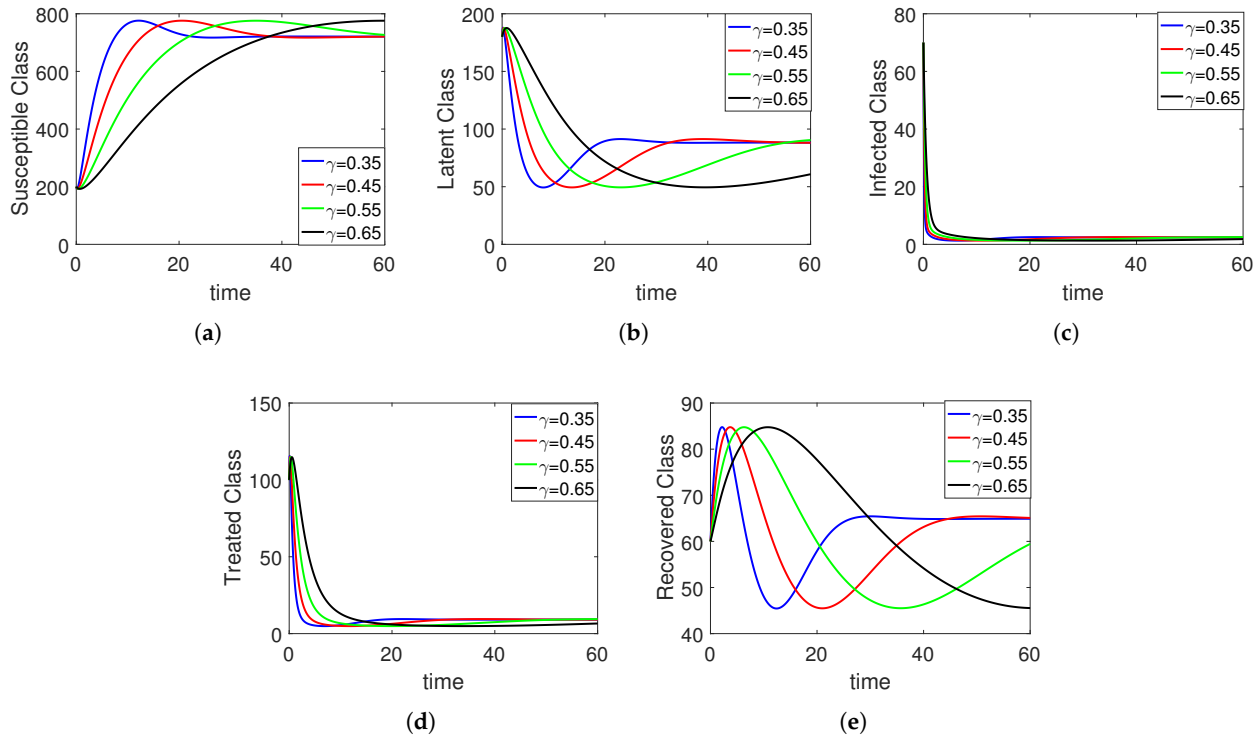 800
600
400
200
0
0 20 40 60
Susceptible Class
time
γ=0.35
γ=0.45
γ=0.55
γ=0.65
(a)
200
150
100
50
0
0 20 40 60
Latent Class
time
γ=0.35
γ=0.45
γ=0.55
γ=0.65
(b)
80
60
40
20
0
0 20 40 60
Infected Class
time
γ=0.35
γ=0.45
γ=0.55
γ=0.65
(c)
150
100
50
0
0 20 40 60
Treated Class
time
γ=0.35
γ=0.45
γ=0.55
γ=0.65
(d)
90
80
70
60
50
40
0 20 40 60
Recovered Class
time
γ=0.35
γ=0.45
γ=0.55
γ=0.65
(e)